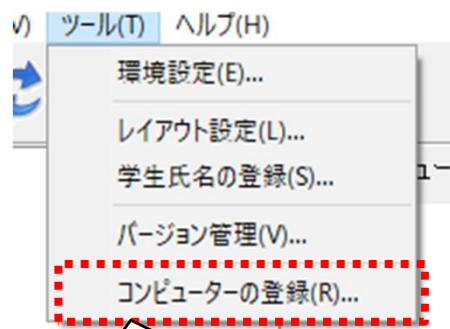 V) ツール(T) ヘルプ(H)
環境設定(E)...
レイアウト設定(L)...
学生氏名の登録(S)...
ュー
バージョン管理(V)...
コンピューターの登録(R)...